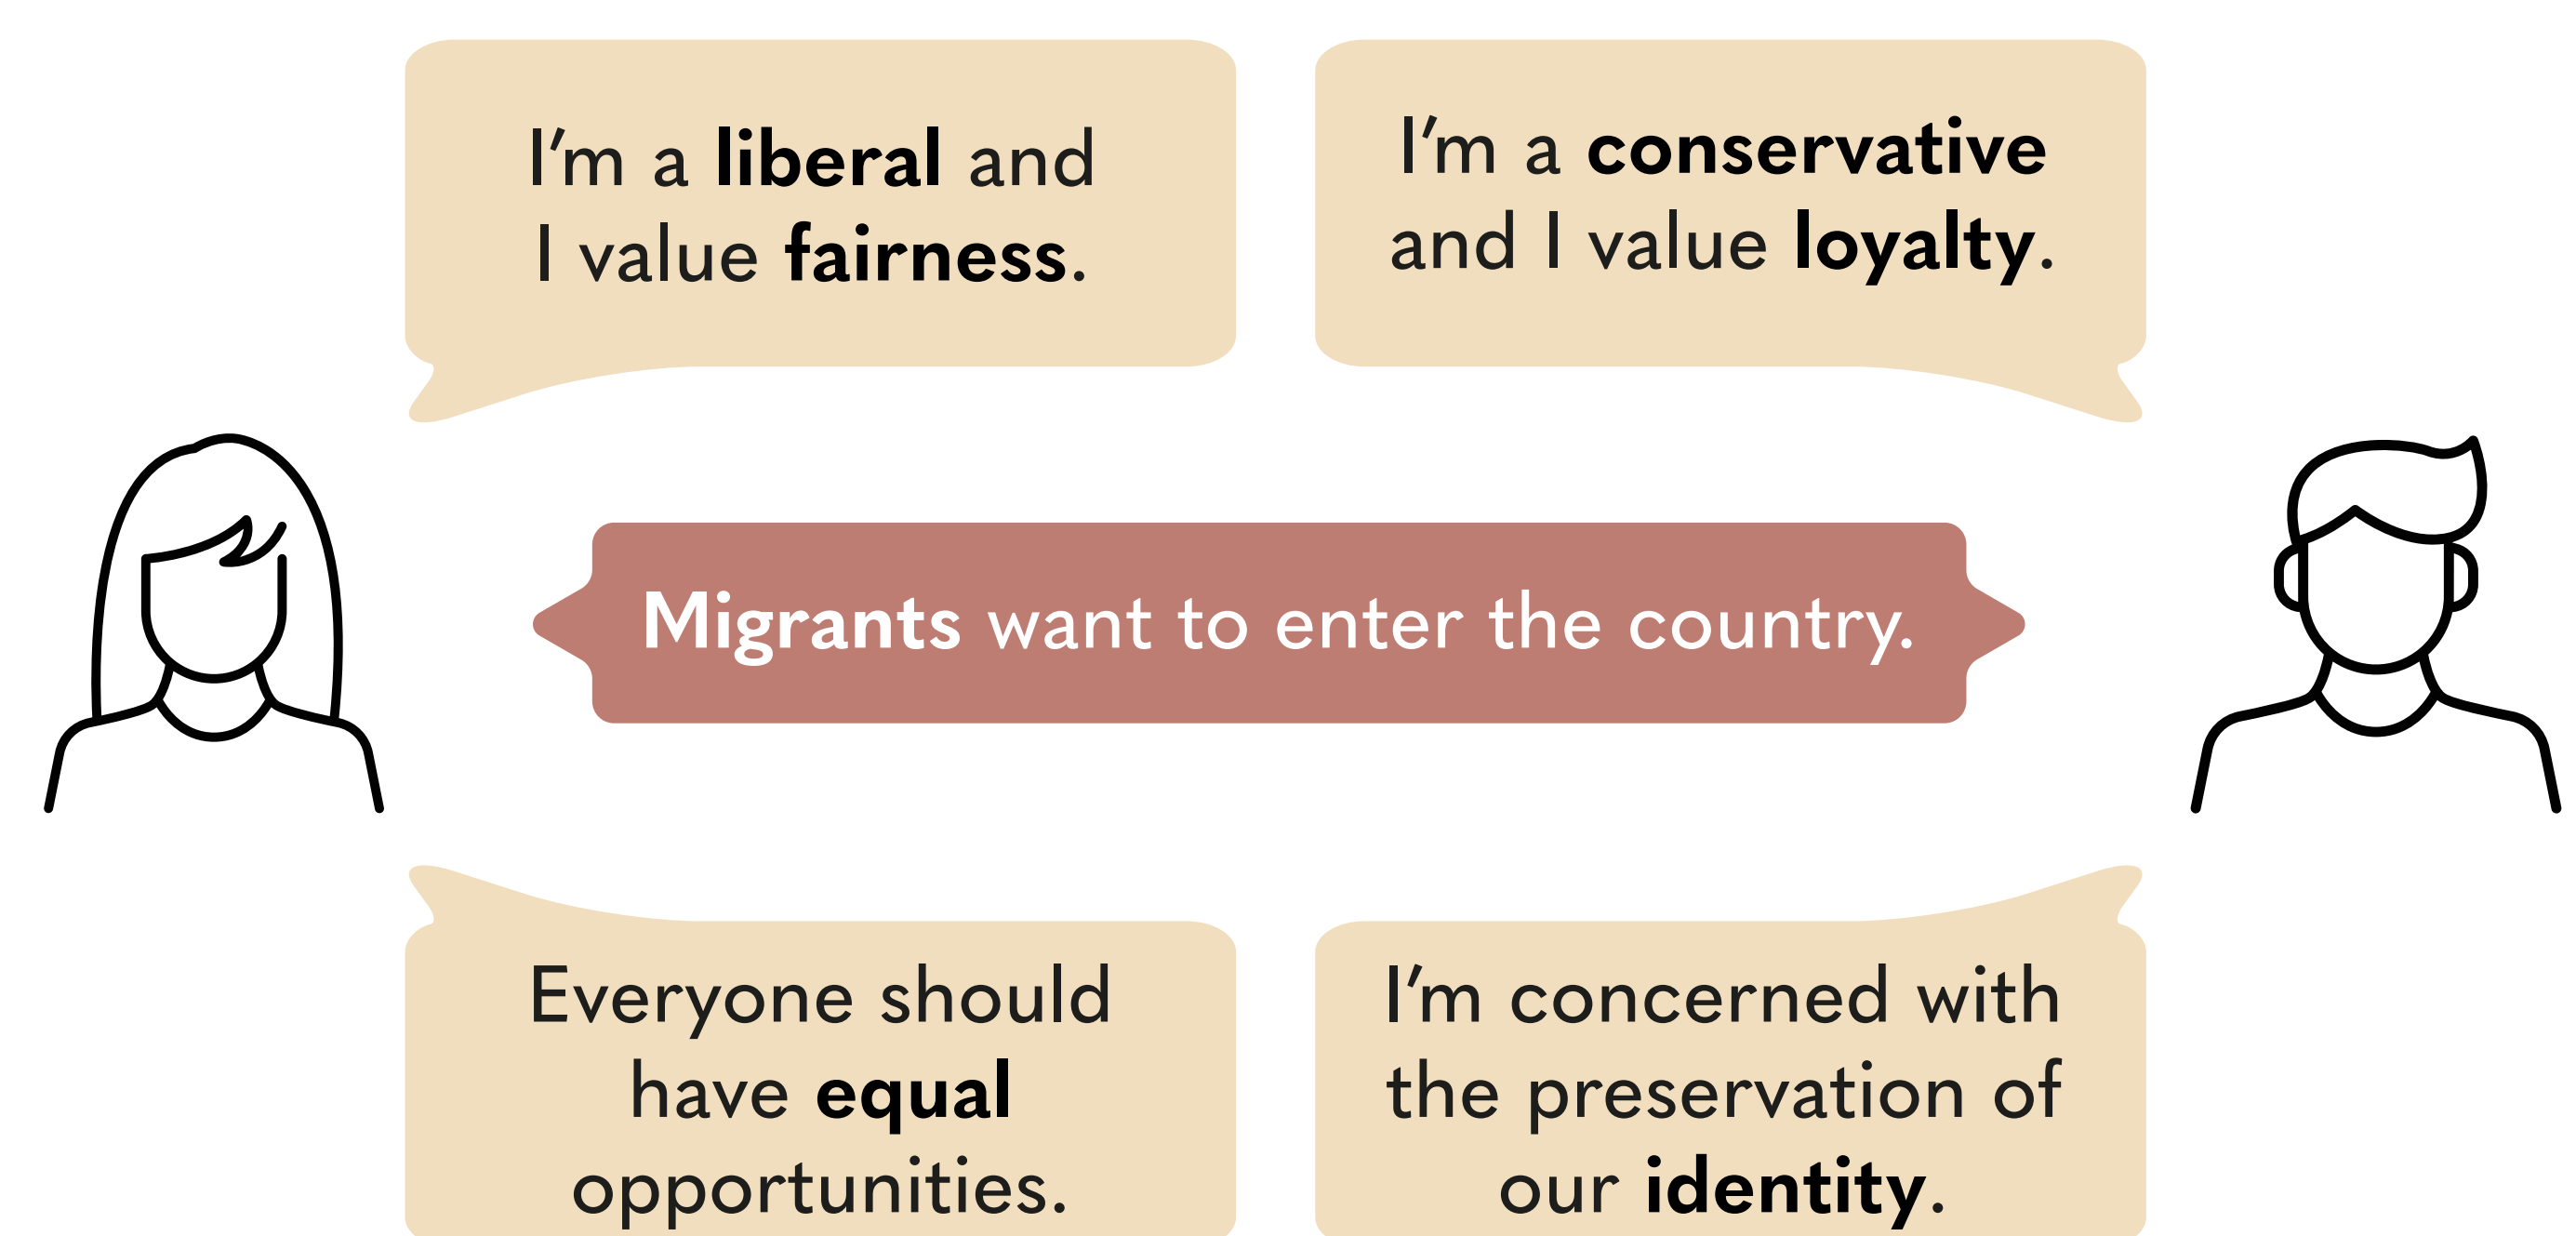 I’m a liberal and
I value fairness.
I’m a conservative
and I value loyalty.
Migrants want to enter the country.
Everyone should
have equal
opportunities.
I’m concerned with
the preservation of
our identity.